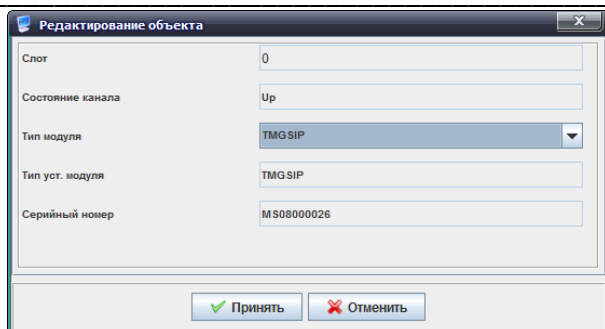 Редактирование объекта
Слот 0
Состояние канала Up
Тип модуля TMGSIP
Тип уст. модуля TMGSIP
Серийный номер MS08000026
Принять Отменить